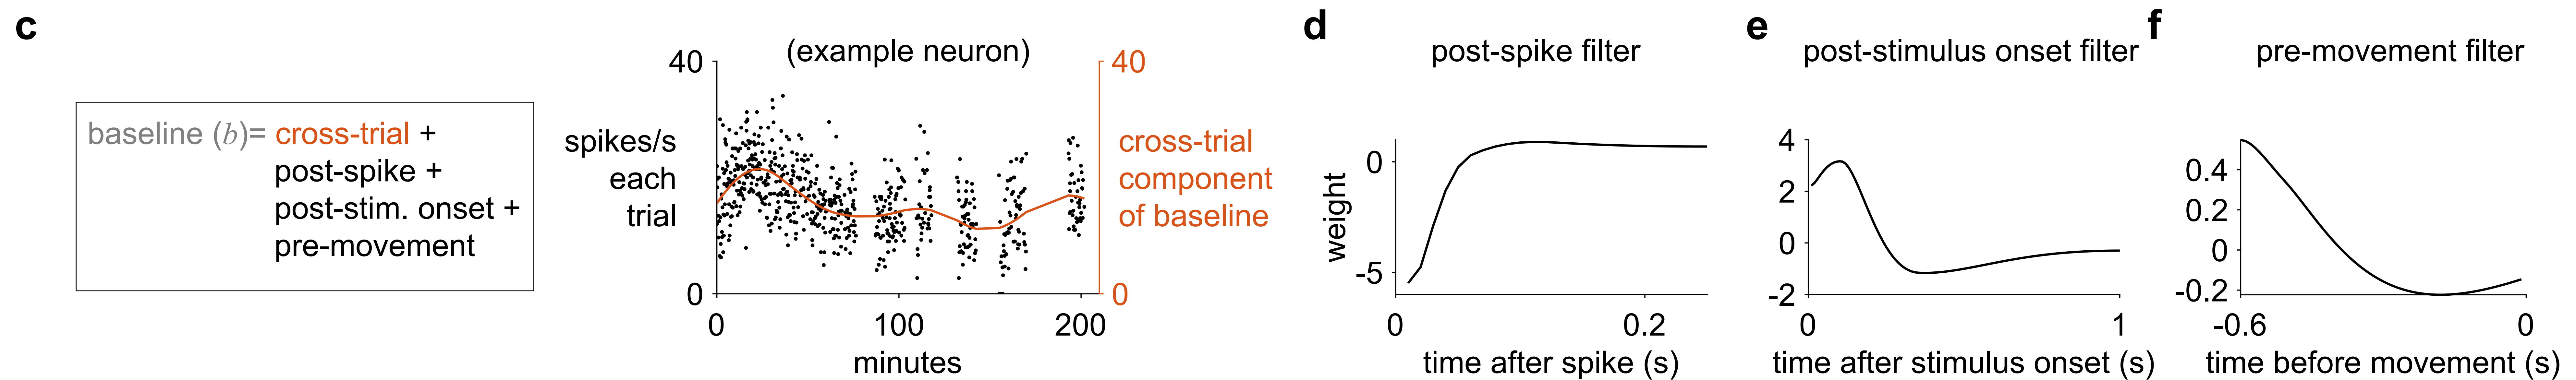 c
baseline (b)= cross-trial +
post-spike +
post-stim. onset +
pre-movement
(example neuron)
40
0
spikes/s
each
trial
40
0
cross-trial
component
of baseline
0
100
200
minutes
d
post-spike filter
weight
0
-5
0
0.2
time after spike (s)
e
post-stimulus onset filter
4
2
0
-2
0
1
time after stimulus onset (s)
f
pre-movement filter
0.4
0.2
0
-0.2
-0.6
0
time before movement (s)